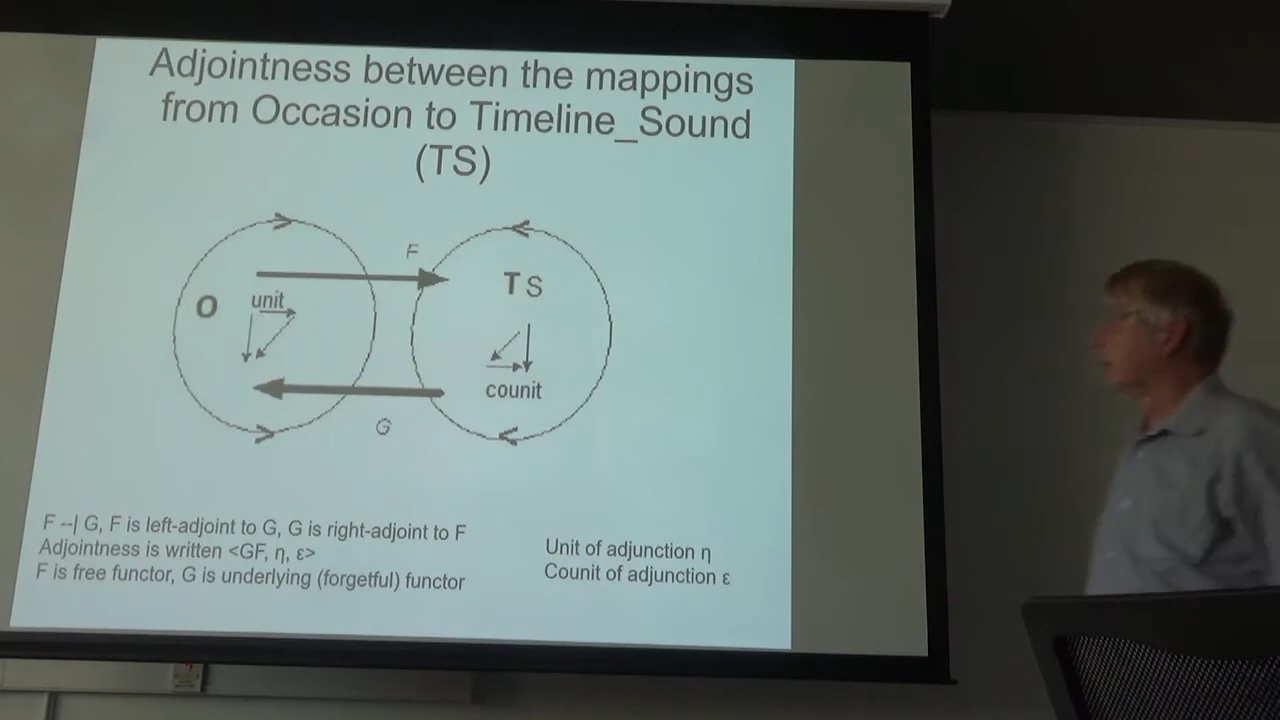 Adjointness between the mappings
from Occasion to Timeline_Sound
(TS)
F
O
unit
T S
counit
G
F --| G, F is left-adjoint to G, G is right-adjoint to F
Adjointness is written <GF, η, ε>
F is free functor, G is underlying (forgetful) functor
Unit of adjunction η
Counit of adjunction ε